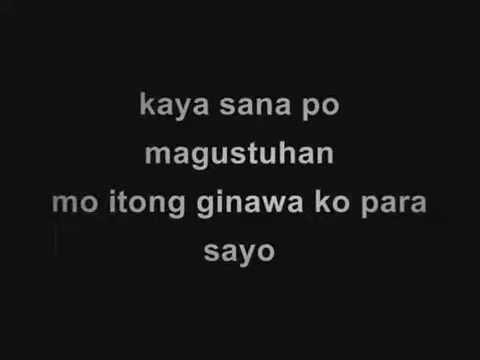 kaya sana po
magustuhan
mo itong ginawa ko para
sayo